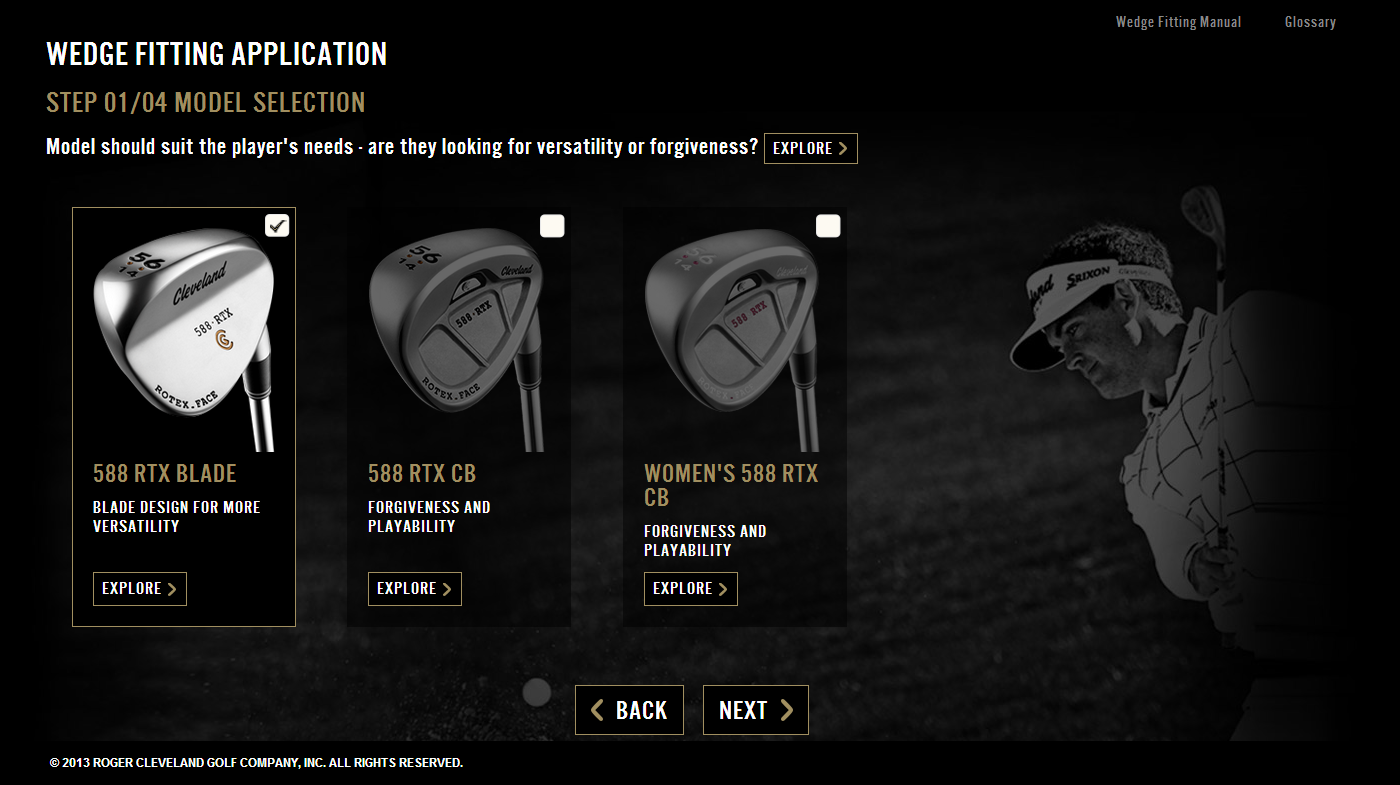 Wedge Fitting Manual Glossary
WEDGE FITTING APPLICATION
STEP 01/04 MODEL SELECTION
Model should suit the player's needs - are they looking for versatility or forgiveness? EXPLORE
56
14
Cleveland
588·RTX
CG
ROTEX.FACE
56
14
Cleveland
588·RTX
ROTEX.FACE
56
14
Cleveland
588 RTX
SRIXON
588 RTX BLADE
BLADE DESIGN FOR MORE
VERSATILITY
EXPLORE
588 RTX CB
FORGIVENESS AND
PLAYABILITY
EXPLORE
WOMEN'S 588 RTX
CB
FORGIVENESS AND
PLAYABILITY
EXPLORE
BACK
NEXT
© 2013 ROGER CLEVELAND GOLF COMPANY, INC. ALL RIGHTS RESERVED.